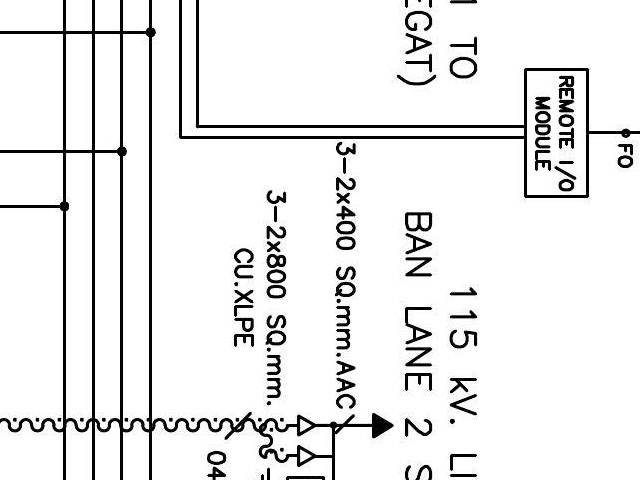 1 TO
EGAT)
REMOTE I/O
MODULE
FO
115 kV. LI
BAN LANE 2 S
3-2x400 SQ.mm.AAC
3-2x800 SQ.mm.
CU.XLPE
04